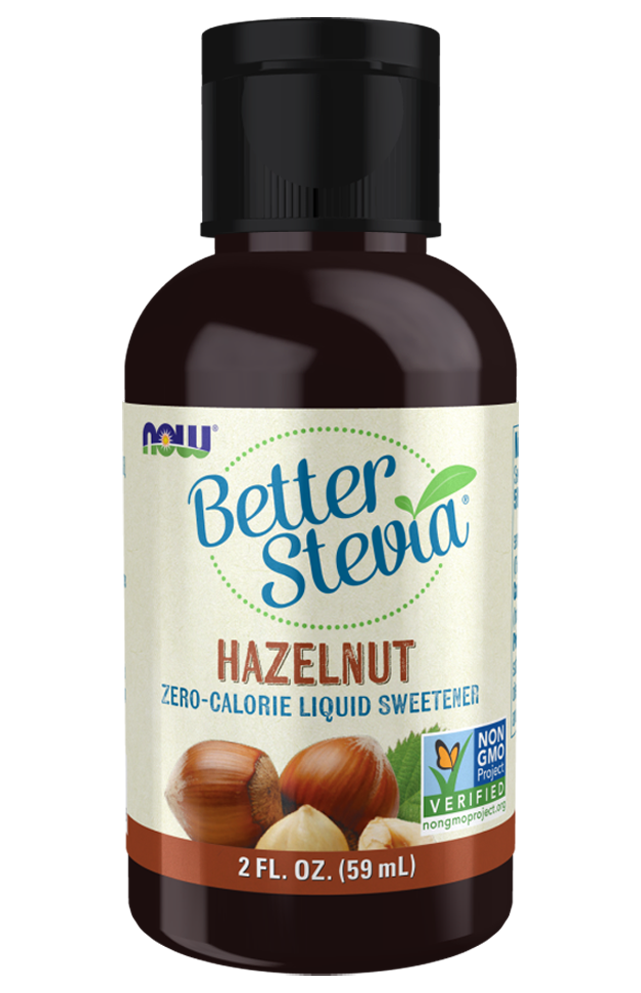 NOW®
Better
Stevia®
HAZELNUT
ZERO-CALORIE LIQUID SWEETENER
NON
GMO
Project
VERIFIED
nongmoproject.org
2 FL. OZ. (59 mL)